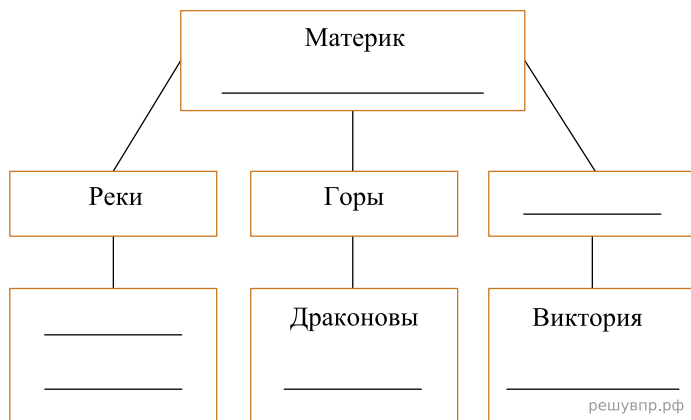 Материк
Реки
Горы
Драконовы
Виктория
решувпр.рф